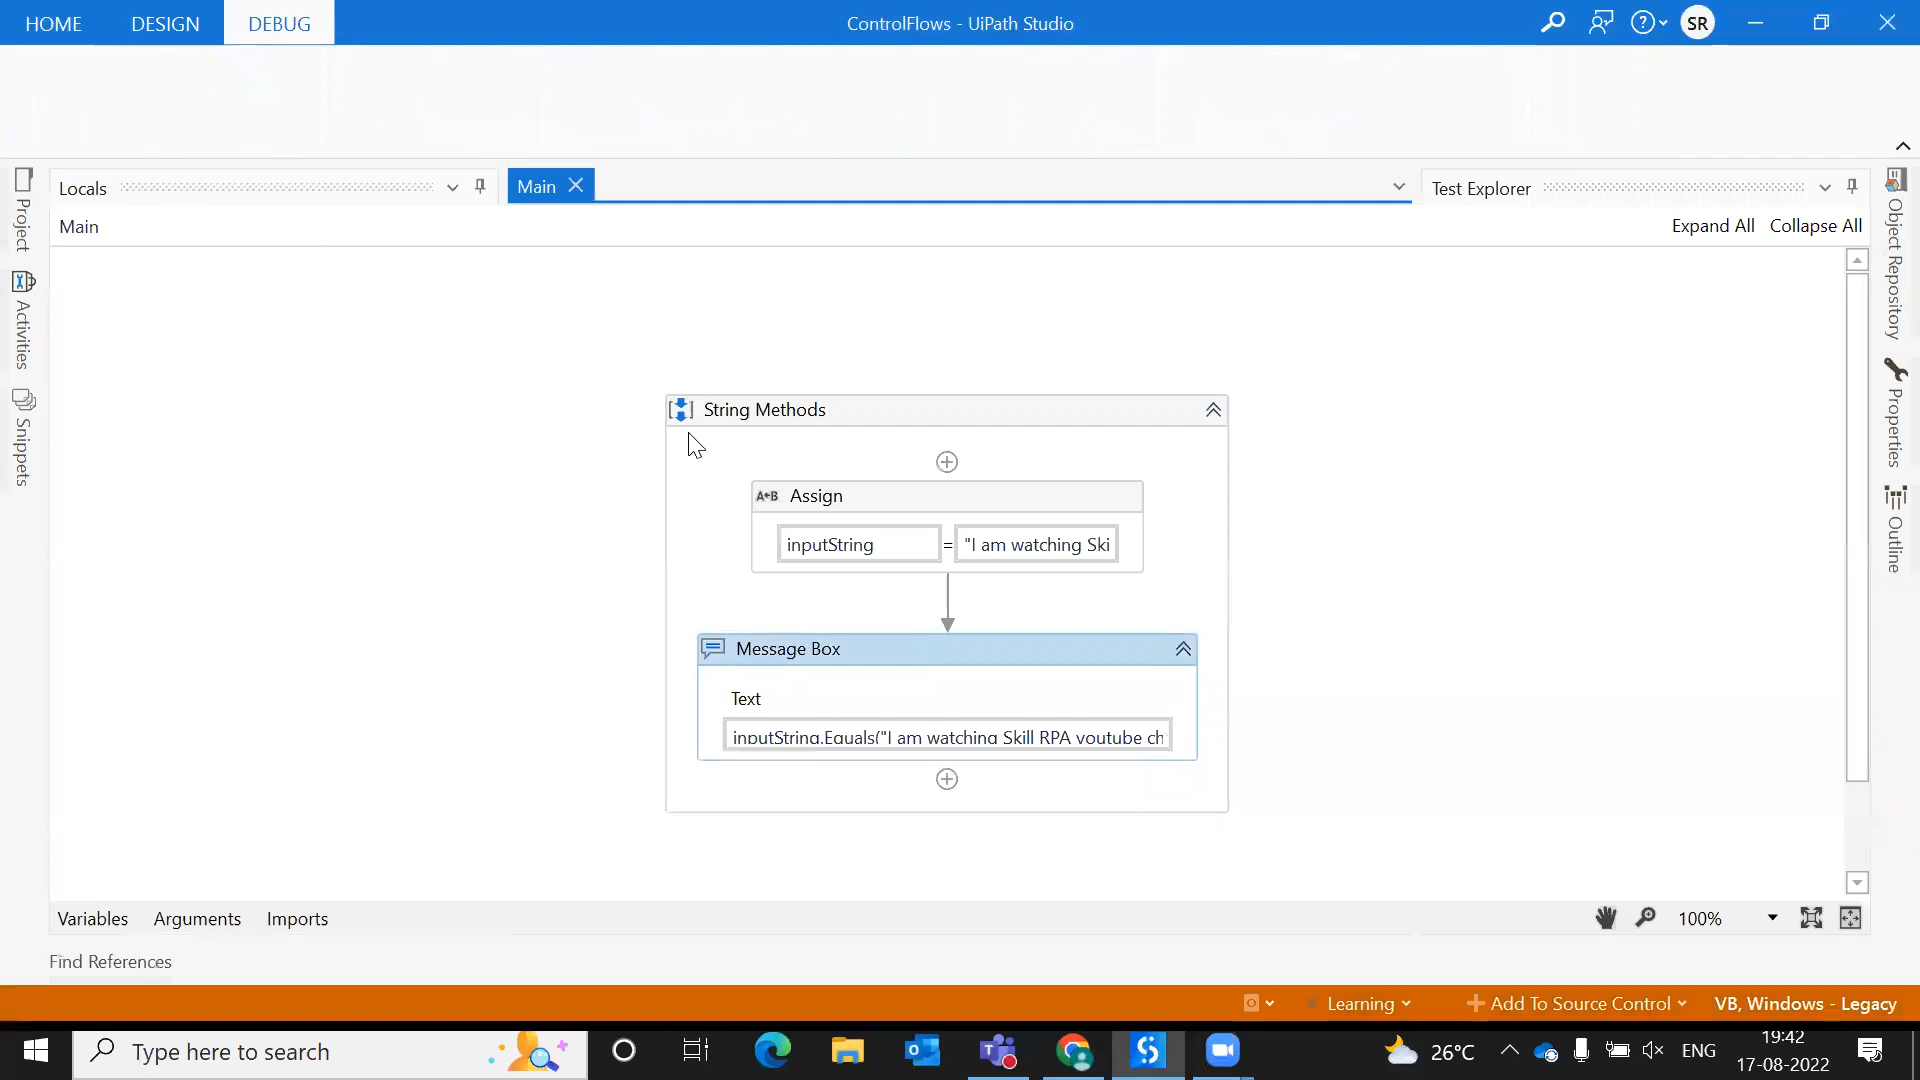 HOME DESIGN DEBUG ControlFlows - UiPath Studio SR
Locals Main Test Explorer
Main Expand All Collapse All
Project
Activities
Snippets
Object Repository
Properties
Outline
String Methods
A B Assign
inputString = "I am watching Ski
Message Box
Text
inputString.Equals("I am watching Skill RPA youtube ch
Variables Arguments Imports 100%
Find References
Learning Add To Source Control VB, Windows - Legacy
Type here to search 26°C ENG 19:42
17-08-2022